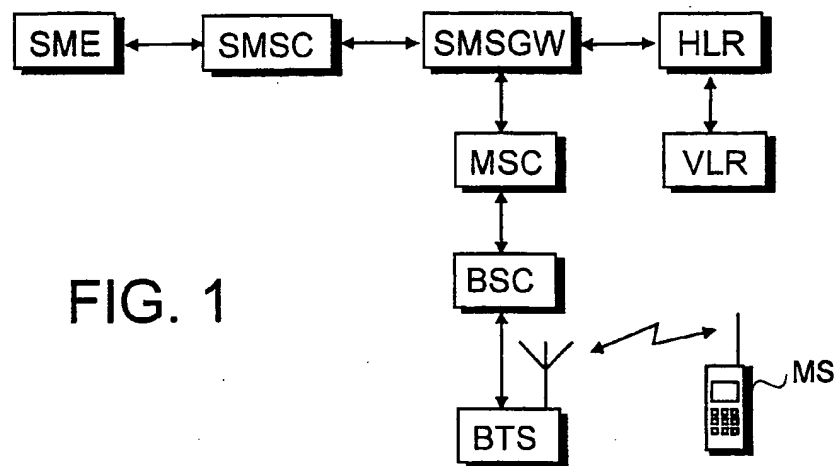 SME
SMSC
SMSGW
HLR
MSC
VLR
BSC
FIG. 1
MS
BTS